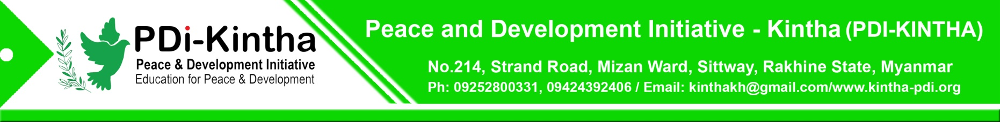 PDi-Kintha
Peace & Development Initiative
Education for Peace & Development
Peace and Development Initiative - Kintha (PDI-KINTHA)
No.214, Strand Road, Mizan Ward, Sittway, Rakhine State, Myanmar
Ph: 09252800331, 09424392406 / Email: kinthakh@gmail.com/www.kintha-pdi.org